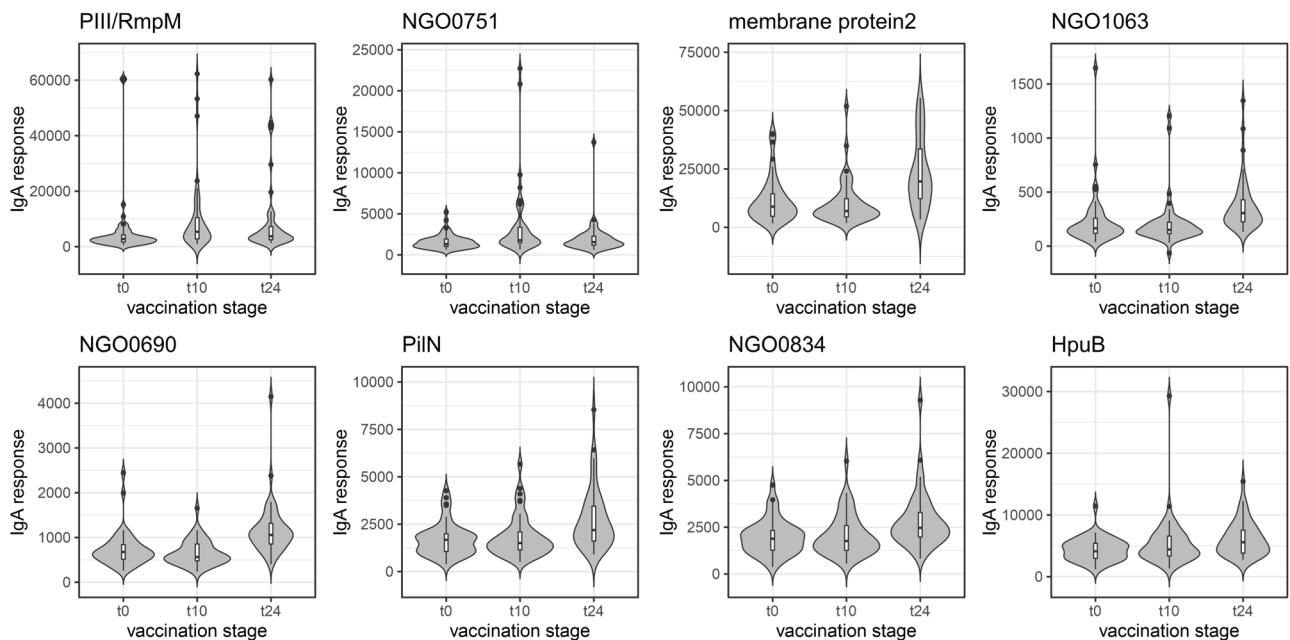 PIII/RmpM
IgA response
60000
40000
20000
0
t0 t10 t24
vaccination stage
NGO0751
IgA response
25000
20000
15000
10000
5000
0
t0 t10 t24
vaccination stage
membrane protein2
IgA response
75000
50000
25000
0
t0 t10 t24
vaccination stage
NGO1063
IgA response
1500
1000
500
0
t0 t10 t24
vaccination stage
NGO0690
IgA response
4000
3000
2000
1000
0
t0 t10 t24
vaccination stage
PilN
IgA response
10000
7500
5000
2500
0
t0 t10 t24
vaccination stage
NGO0834
IgA response
10000
7500
5000
2500
0
t0 t10 t24
vaccination stage
HpuB
IgA response
30000
20000
10000
0
t0 t10 t24
vaccination stage